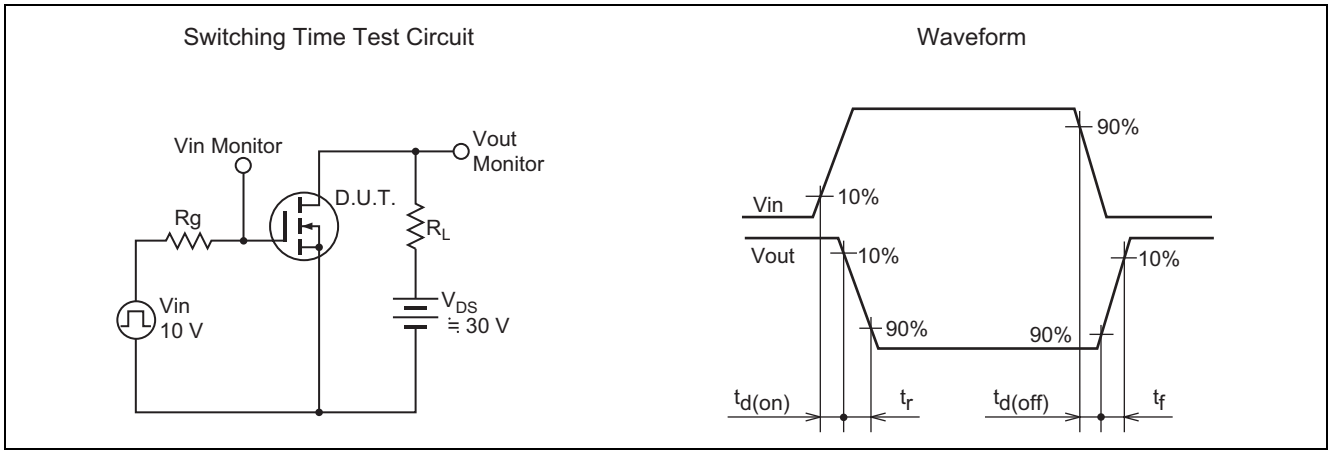 Switching Time Test Circuit
Vin Monitor
Vout
Monitor
D.U.T.
Rg
RL
Vin
10 V
VDS
≒ 30 V
Waveform
90%
10%
Vin
Vout
10%
10%
90%
90%
td(on)
tr
td(off)
tf